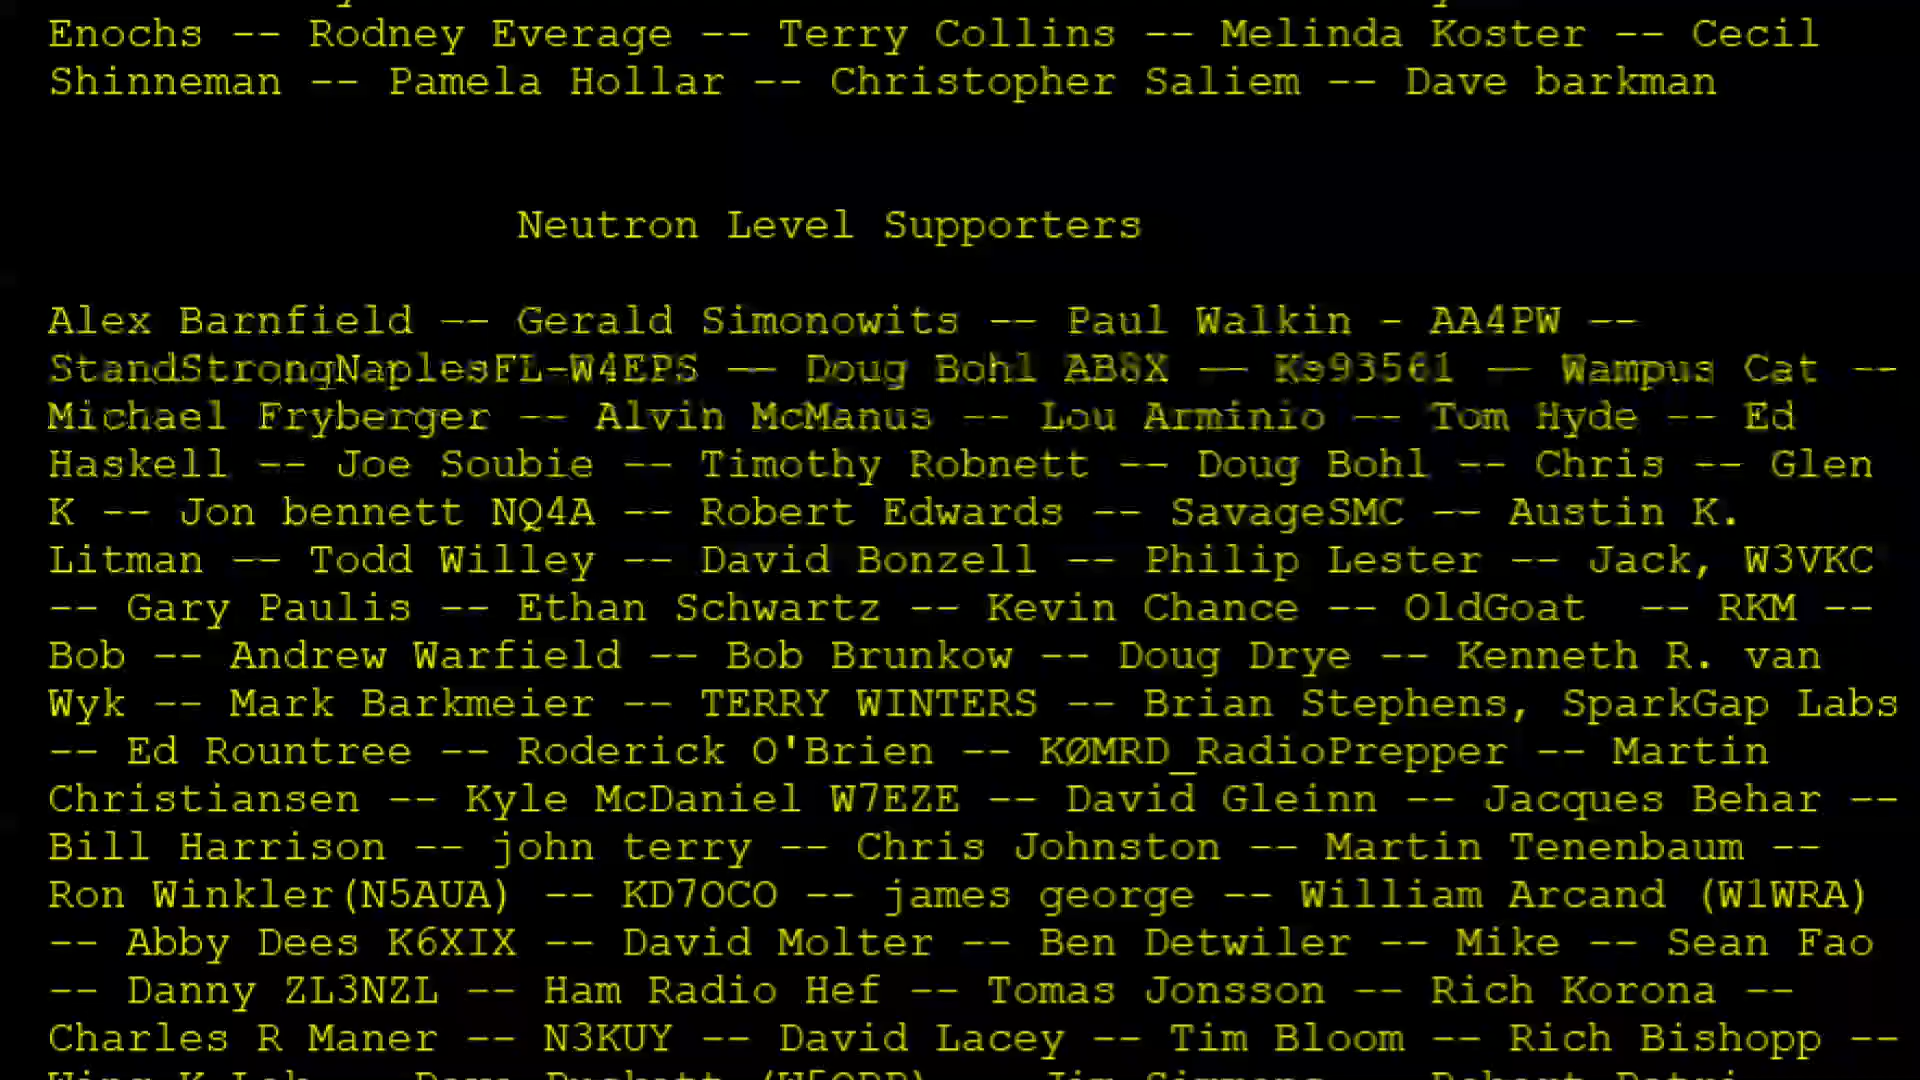 Enochs -- Rodney Everage -- Terry Collins -- Melinda Koster -- Cecil
Shinneman -- Pamela Hollar -- Christopher Saliem -- Dave barkman
Neutron Level Supporters
Alex Barnfield -- Gerald Simonowits -- Paul Walkin - AA4PW --
StandStrongNaplesFL-W4EPS -- Doug Bohl AB8X -- Ks93561 -- Wampus Cat --
Michael Fryberger -- Alvin McManus -- Lou Arminio -- Tom Hyde -- Ed
Haskell -- Joe Soubie -- Timothy Robnett -- Doug Bohl -- Chris -- Glen
K -- Jon bennett NQ4A -- Robert Edwards -- SavageSMC -- Austin K.
Litman -- Todd Willey -- David Bonzell -- Philip Lester -- Jack, W3VKC
-- Gary Paulis -- Ethan Schwartz -- Kevin Chance -- OldGoat -- RKM --
Bob -- Andrew Warfield -- Bob Brunkow -- Doug Drye -- Kenneth R. van
Wyk -- Mark Barkmeier -- TERRY WINTERS -- Brian Stephens, SparkGap Labs
-- Ed Rountree -- Roderick O'Brien -- KØMRD_RadioPrepper -- Martin
Christiansen -- Kyle McDaniel W7EZE -- David Gleinn -- Jacques Behar --
Bill Harrison -- john terry -- Chris Johnston -- Martin Tenenbaum --
Ron Winkler(N5AUA) -- KD7OCO -- james george -- William Arcand (W1WRA)
-- Abby Dees K6XIX -- David Molter -- Ben Detwiler -- Mike -- Sean Fao
-- Danny ZL3NZL -- Ham Radio Hef -- Tomas Jonsson -- Rich Korona --
Charles R Maner -- N3KUY -- David Lacey -- Tim Bloom -- Rich Bishopp --